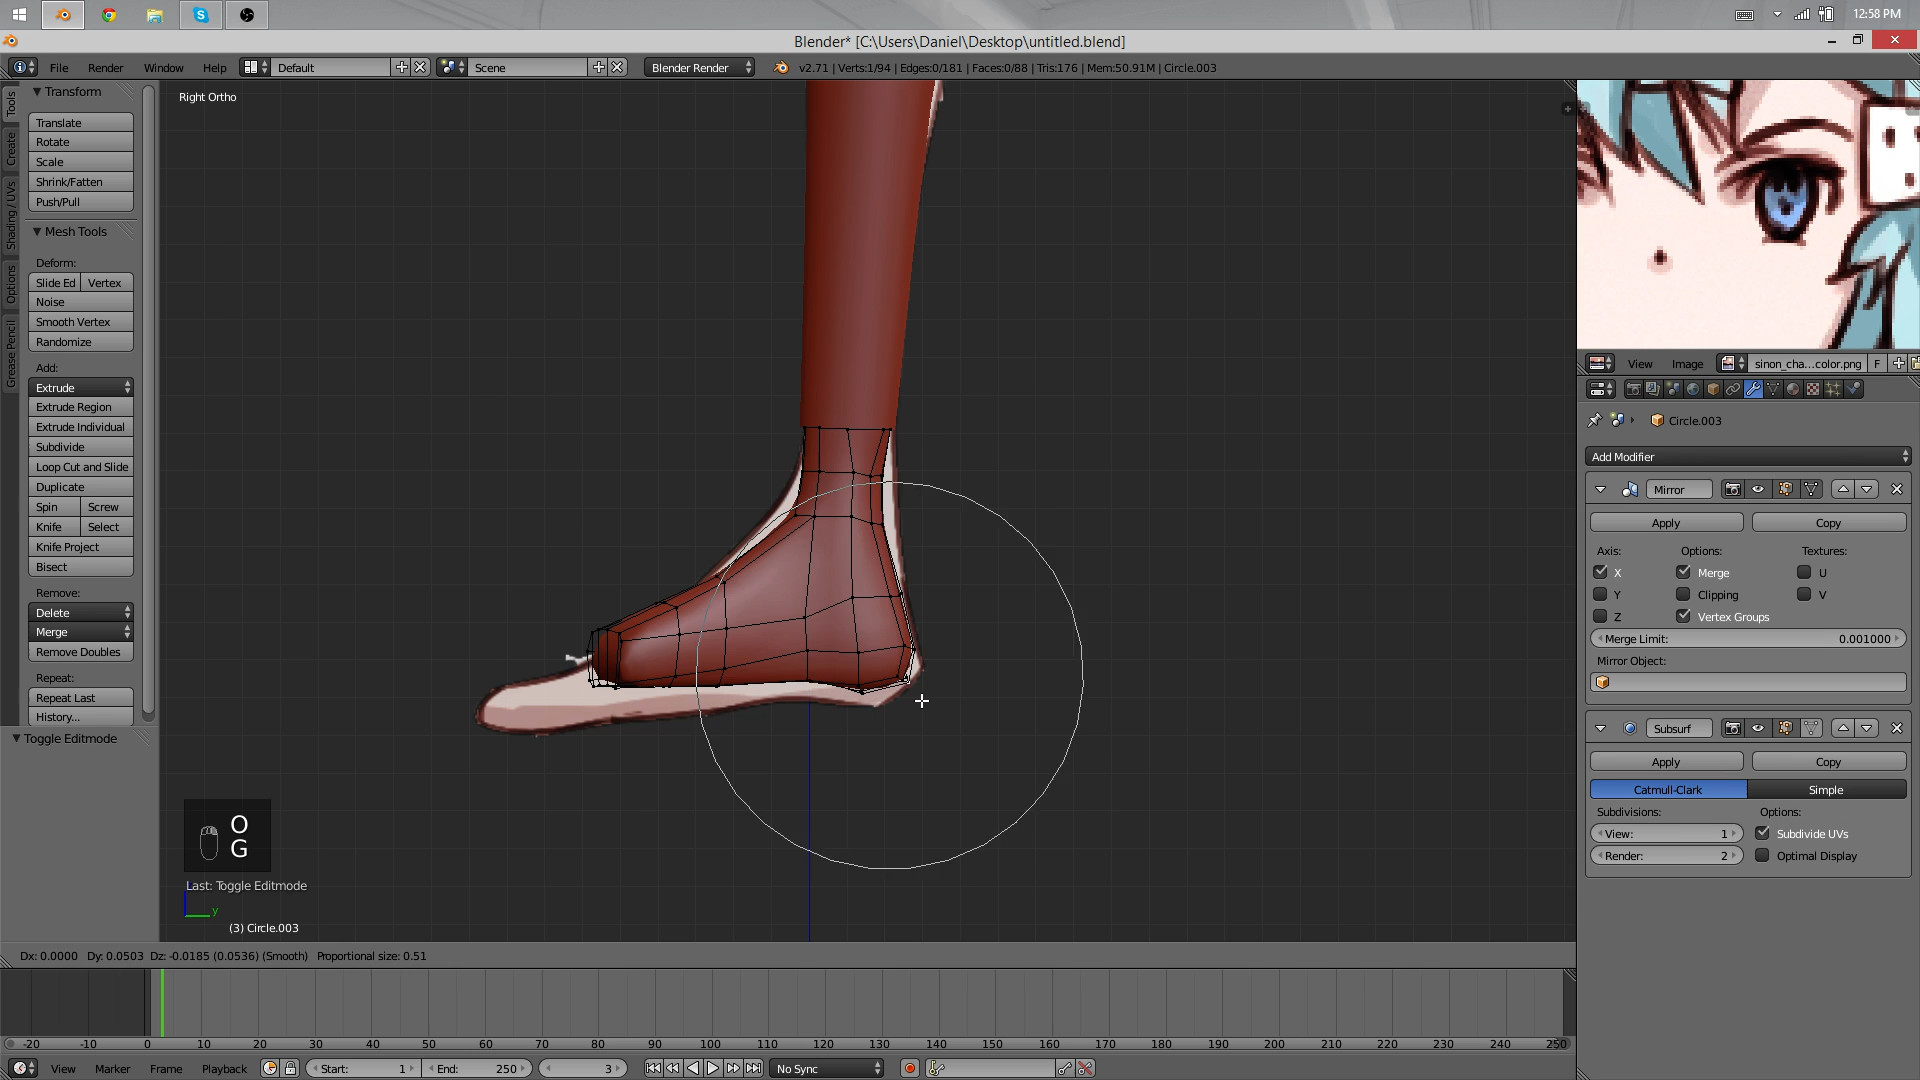 12:58 PM
Blender* [C:\Users\Daniel\Desktop\untitled.blend]
File Render Window Help Default Scene Blender Render v2.71 | Verts:1/94 | Edges:0/181 | Faces:0/88 | Tris:176 | Mem:50.91M | Circle.003
Tools
Create
Shading / UVs
Options
Grease Pencil
Transform
Translate
Rotate
Scale
Shrink/Fatten
Push/Pull
Mesh Tools
Deform:
Slide Ed Vertex
Noise
Smooth Vertex
Randomize
Add:
Extrude
Extrude Region
Extrude Individual
Subdivide
Loop Cut and Slide
Duplicate
Spin Screw
Knife Select
Knife Project
Bisect
Remove:
Delete
Merge
Remove Doubles
Repeat:
Repeat Last
History...
Toggle Editmode
Right Ortho
O
G
Last: Toggle Editmode
y
(3) Circle.003
Dx: 0.0000 Dy: 0.0503 Dz: -0.0185 (0.0536) (Smooth) Proportional size: 0.51
View Image sinon_cha...color.png F
Circle.003
Add Modifier
Mirror
Apply Copy
Axis: Options: Textures:
X Merge U
Y Clipping V
Z Vertex Groups
Merge Limit: 0.001000
Mirror Object:
Subsurf
Apply Copy
Catmull-Clark Simple
Subdivisions: Options:
View: 1 Subdivide UVs
Render: 2 Optimal Display
-20 -10 0 10 20 30 40 50 60 70 80 90 100 110 120 130 140 150 160 170 180 190 200 210 220 230 240 250
View Marker Frame Playback Start: 1 End: 250 3 No Sync